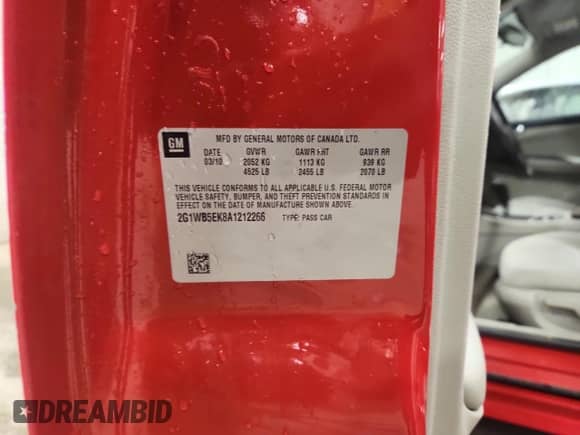 GM
MFD BY GENERAL MOTORS OF CANADA LTD.
DATE GVWR GAWR FRT GAWR RR
03/10 2052 KG 1113 KG 939 KG
4525 LB 2455 LB 2070 LB
THIS VEHICLE CONFORMS TO ALL APPLICABLE U.S. FEDERAL MOTOR
VEHICLE SAFETY, BUMPER, AND THEFT PREVENTION STANDARDS IN
EFFECT ON THE DATE OF MANUFACTURE SHOWN ABOVE.
2G1WB5EK8A1212266 TYPE: PASS CAR
DREAMBID